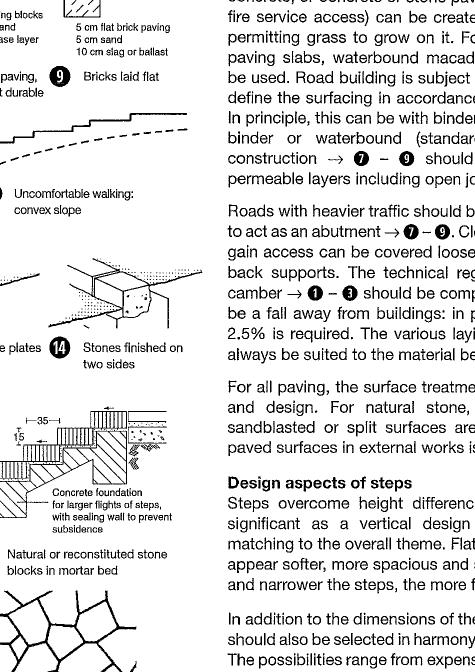 ng blocks
and
ase layer
5 cm flat brick paving
5 cm sand
10 cm slag or ballast
paving,
t durable
9 Bricks laid flat
Uncomfortable walking:
convex slope
e plates
14 Stones finished on
two sides
35
15
Concrete foundation
for larger flights of steps,
with sealing wall to prevent
subsidence
Natural or reconstituted stone
blocks in mortar bed
fire service access) can be create
permitting grass to grow on it. Fo
paving slabs, waterbound macad
be used. Road building is subject
define the surfacing in accordance
In principle, this can be with binder
binder or waterbound (standar
construction → 7 – 9 should
permeable layers including open jo
Roads with heavier traffic should b
to act as an abutment → 7 – 9. Clo
gain access can be covered loose
back supports. The technical reg
camber → 1 – 3 should be comp
be a fall away from buildings: in p
2.5% is required. The various layi
always be suited to the material be
For all paving, the surface treatme
and design. For natural stone,
sandblasted or split surfaces are
paved surfaces in external works is
Design aspects of steps
Steps overcome height differenc
significant as a vertical design
matching to the overall theme. Flat
appear softer, more spacious and
and narrower the steps, the more f
In addition to the dimensions of the
should also be selected in harmony
The possibilities range from expens